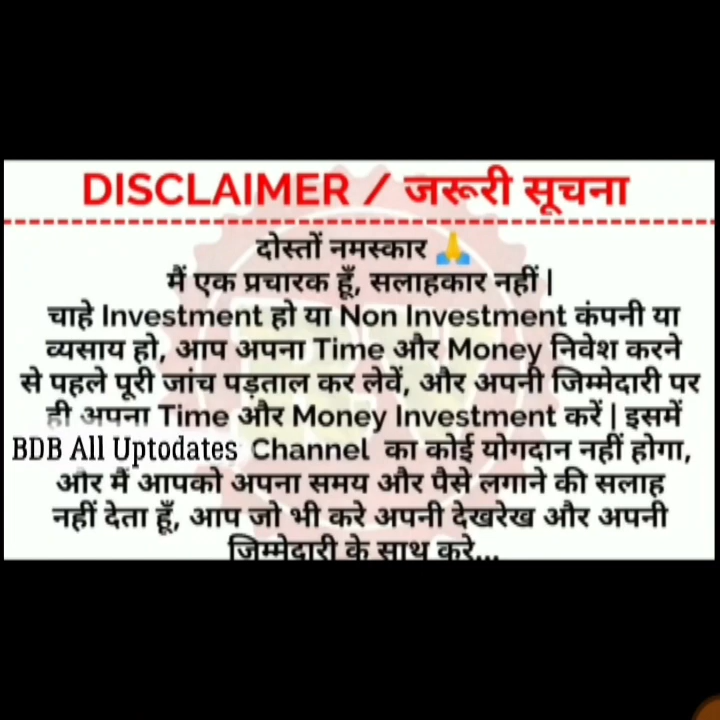 DISCLAIMER / जरूरी सूचना
दोस्तों नमस्कार 🙏
मैं एक प्रचारक हूँ, सलाहकार नहीं |
चाहे Investment हो या Non Investment कंपनी या
व्यसाय हो, आप अपना Time और Money निवेश करने
से पहले पूरी जांच पड़ताल कर लेवें, और अपनी जिम्मेदारी पर
ही अपना Time और Money Investment करें | इसमें
BDB All Uptodates Channel का कोई योगदान नहीं होगा,
और मैं आपको अपना समय और पैसे लगाने की सलाह
नहीं देता हूँ, आप जो भी करे अपनी देखरेख और अपनी
जिम्मेदारी के साथ करे...